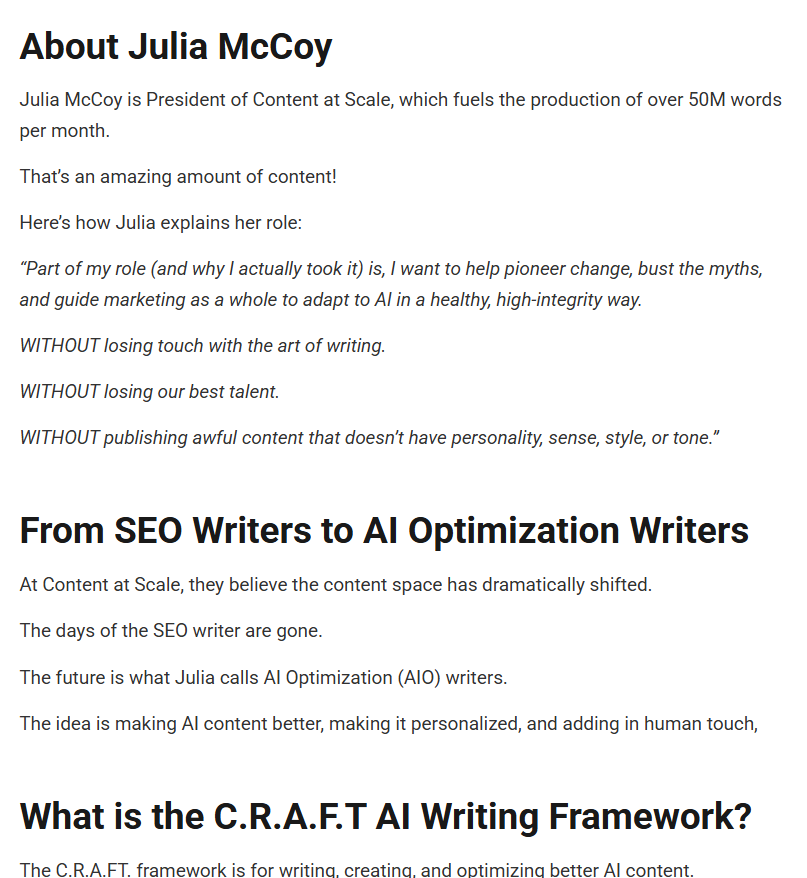 About Julia McCoy
Julia McCoy is President of Content at Scale, which fuels the production of over 50M words
per month.
That’s an amazing amount of content!
Here’s how Julia explains her role:
“Part of my role (and why I actually took it) is, I want to help pioneer change, bust the myths,
and guide marketing as a whole to adapt to AI in a healthy, high-integrity way.
WITHOUT losing touch with the art of writing.
WITHOUT losing our best talent.
WITHOUT publishing awful content that doesn’t have personality, sense, style, or tone.”
From SEO Writers to AI Optimization Writers
At Content at Scale, they believe the content space has dramatically shifted.
The days of the SEO writer are gone.
The future is what Julia calls AI Optimization (AIO) writers.
The idea is making AI content better, making it personalized, and adding in human touch,
What is the C.R.A.F.T AI Writing Framework?
The C.R.A.FT. framework is for writing, creating, and optimizing better AI content.